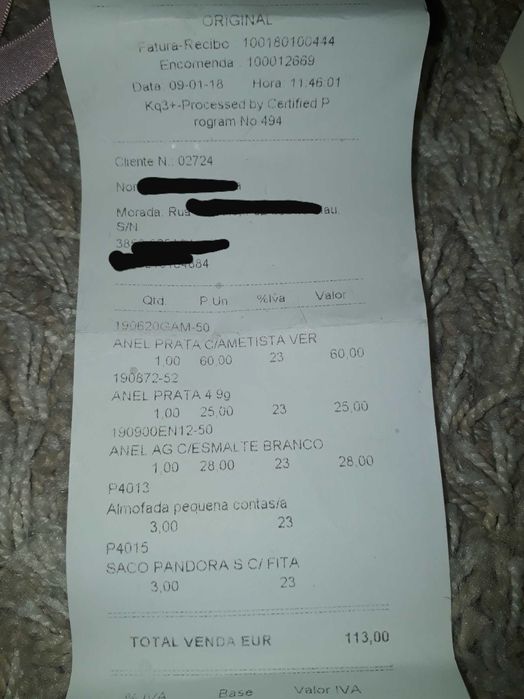 ORIGINAL
Fatura-Recibo 100180100444
Encomenda 100012669
Data: 09-01-18 Hora 11:46:01
Kq3+-Processed by Certified P
rogram No 494
Cliente N.: 02724
Morada: Rua
S/N
684
Qtd. P.Un %Iva Valor
190620GAM-50
ANEL PRATA C/AMETISTA VER
1,00 60,00 23 60,00
190872-52
ANEL PRATA 4.9g
1,00 25,00 23 25,00
190900EN12-50
ANEL AG C/ESMALTE BRANCO
1,00 28,00 23 28,00
P4013
Almofada pequena contas/a
3,00 23
P4015
SACO PANDORA S C/ FITA
3,00 23
TOTAL VENDA EUR 113,00
Base Valor IVA